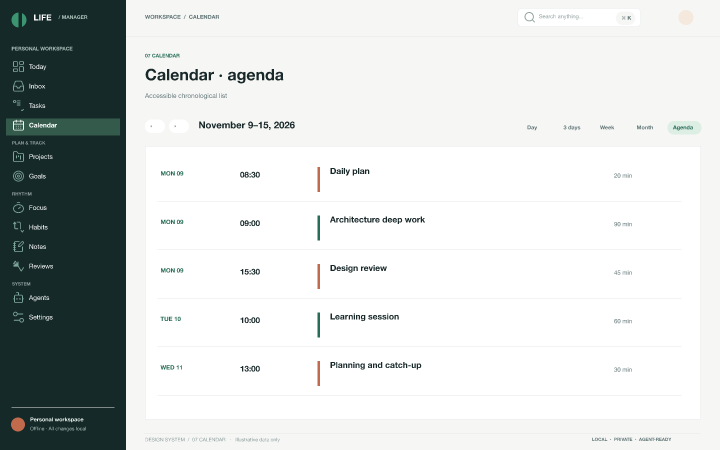 LIFE / MANAGER
PERSONAL WORKSPACE
Today
Inbox
Tasks
Calendar
PLAN & TRACK
Projects
Goals
RHYTHM
Focus
Habits
Notes
Reviews
SYSTEM
Agents
Settings
Personal workspace
Offline · All changes local
WORKSPACE / CALENDAR
Search anything...
⌘ K
07 CALENDAR
Calendar · agenda
Accessible chronological list
November 9–15, 2026
Day 3 days Week Month Agenda
MON 09 08:30 Daily plan 20 min
MON 09 09:00 Architecture deep work 90 min
MON 09 15:30 Design review 45 min
TUE 10 10:00 Learning session 60 min
WED 11 13:00 Planning and catch-up 30 min
DESIGN SYSTEM / 07 CALENDAR · Illustrative data only
LOCAL · PRIVATE · AGENT-READY